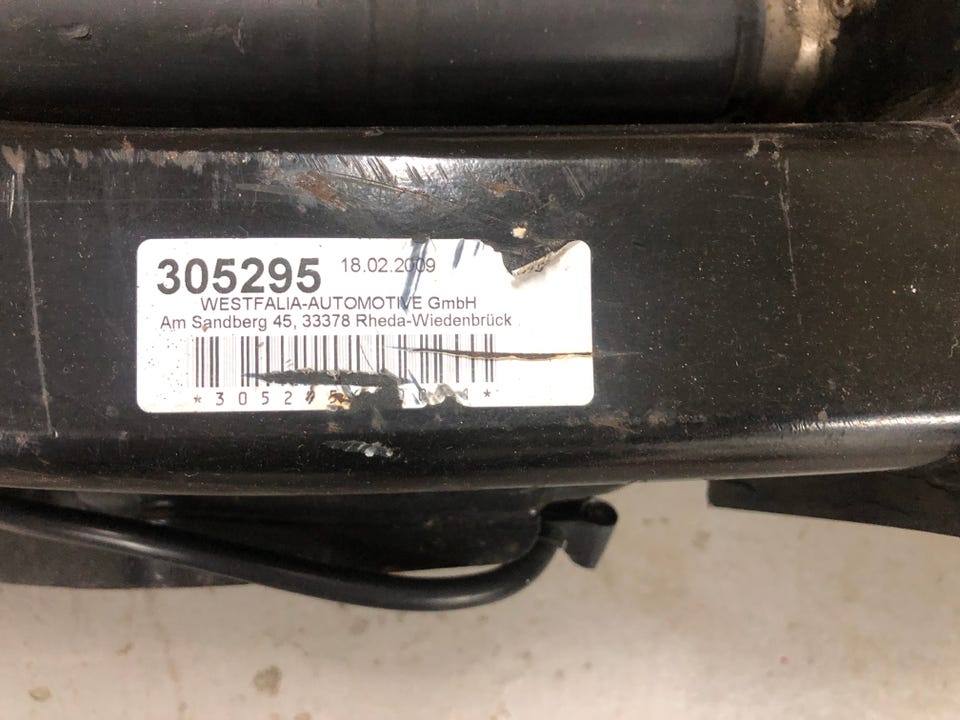 305295 18.02.2009
WESTFALIA-AUTOMOTIVE GmbH
Am Sandberg 45, 33378 Rheda-Wiedenbrück